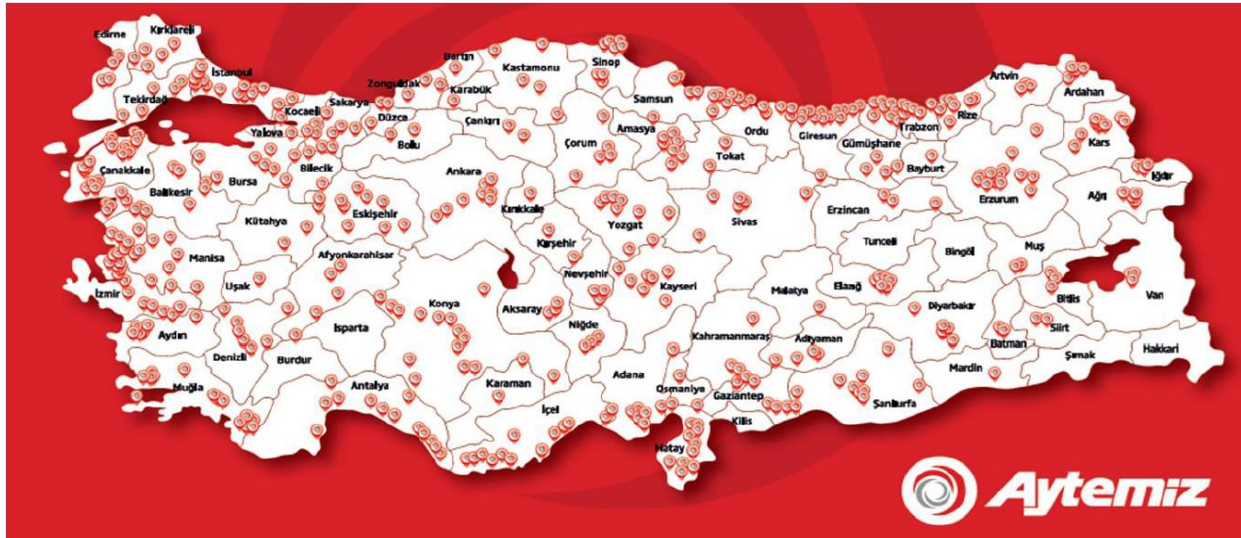 Edirne
Kırklareli
İstanbul
Tekirdağ
Kocaeli
Sakarya
Yalova
Düzce
Zonguldak
Bartın
Karabük
Kastamonu
Sinop
Samsun
Çankırı
Bolu
Çorum
Amasya
Ordu
Giresun
Trabzon
Rize
Artvin
Ardahan
Kars
Gümüşhane
Bayburt
Tokat
Çanakkale
Balıkesir
Bursa
Bilecik
Ankara
Kırıkkale
Eskişehir
Kütahya
Yozgat
Sivas
Erzincan
Erzurum
Ağrı
Iğdır
Kırşehir
Nevşehir
Kayseri
Tunceli
Bingöl
Muş
Manisa
Uşak
Afyonkarahisar
İzmir
Konya
Aksaray
Niğde
Malatya
Elazığ
Diyarbakır
Bitlis
Van
Aydın
Denizli
Isparta
Burdur
Kahramanmaraş
Adıyaman
Batman
Siirt
Şırnak
Hakkari
Mardin
Muğla
Antalya
Karaman
İçel
Adana
Osmaniye
Gaziantep
Kilis
Şanlıurfa
Hatay
Aytemiz